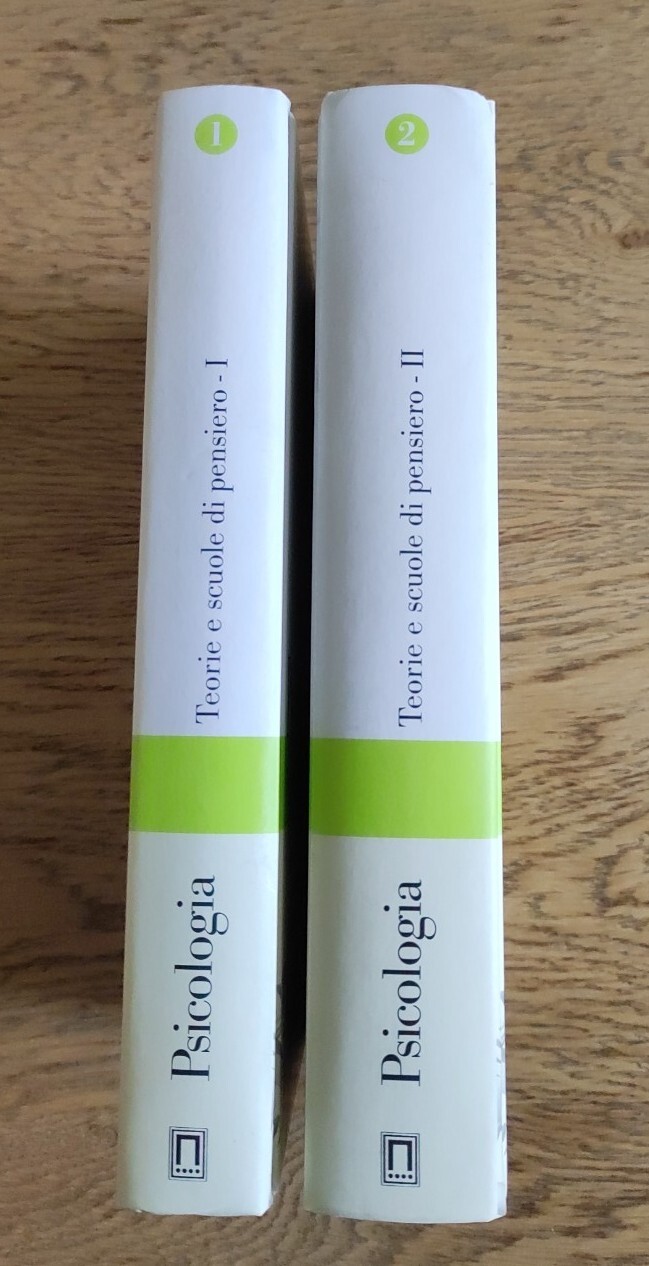 1
Teorie e scuole di pensiero - I
Psicologia
2
Teorie e scuole di pensiero - II
Psicologia